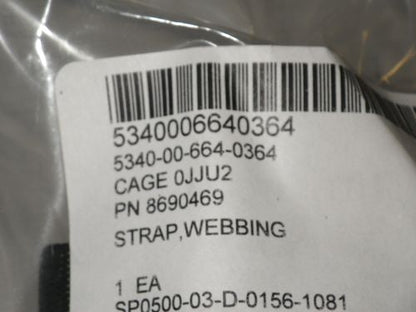 5340006640364
5340-00-664-0364
CAGE 0JJU2
PN 8690469
STRAP,WEBBING
1 EA
SP0500-03-D-0156-1081